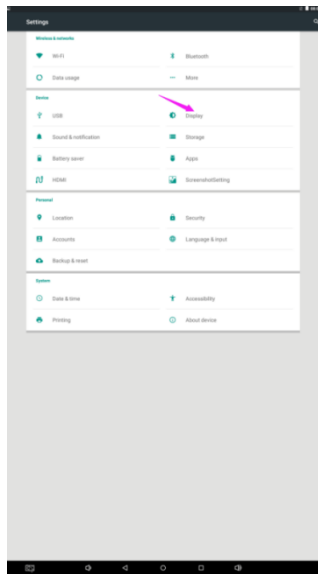 Settings
Wireless & networks
Wi-Fi
Bluetooth
Data usage
More
Device
USB
Display
Sound & notification
Storage
Battery saver
Apps
HDMI
ScreenshotSetting
Personal
Location
Security
Accounts
Language & input
Backup & reset
System
Date & time
Accessibility
Printing
About device